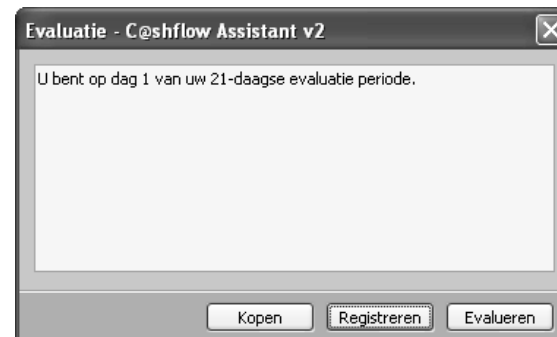 Evaluatie - C@shflow Assistant v2
U bent op dag 1 van uw 21-daagse evaluatie periode.
Kopen Registreren Evalueren